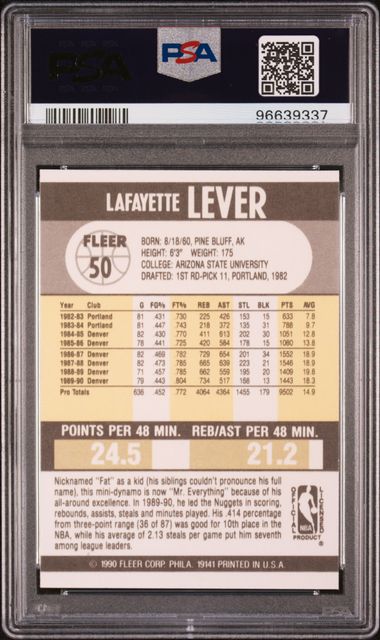 PSA
PSA
PSA
96639337
LAFAYETTE LEVER
FLEER
50
BORN: 8/18/60, PINE BLUFF, AK
HEIGHT: 6'3" WEIGHT: 175
COLLEGE: ARIZONA STATE UNIVERSITY
DRAFTED: 1ST RD-PICK 11, PORTLAND, 1982
Year Club G FG% FT% REB AST STL BLK PTS AVG
1982-83 Portland 81 .431 .730 225 426 153 15 633 7.8
1983-84 Portland 81 .447 .743 218 372 135 31 788 9.7
1984-85 Denver 82 .430 .770 411 613 202 30 1051 12.8
1985-86 Denver 78 .441 .725 420 584 178 15 1080 13.8
1986-87 Denver 82 .469 .782 729 654 201 34 1552 18.9
1987-88 Denver 82 .473 .785 665 639 223 21 1546 18.9
1988-89 Denver 71 .457 .785 662 559 195 20 1409 19.8
1989-90 Denver 79 .443 .804 734 517 168 13 1443 18.3
Pro Totals 636 .452 .772 4064 4364 1455 179 9502 14.9
POINTS PER 48 MIN. REB/AST PER 48 MIN.
24.5 21.2
Nicknamed "Fat" as a kid (his siblings couldn't pronounce his
full name), this mini-dynamo is now "Mr. Everything" because of his
all-around excellence. In 1989-90, he led the Nuggets in scoring,
rebounds, assists, steals and minutes played. His .414 percentage
from three-point range (36 of 87) was good for 10th place in the
NBA, while his average of 2.13 steals per game put him seventh
among league leaders.
OFFICIAL
NBA
LICENSED
PRODUCT
© 1990 FLEER CORP. PHILA. 19141 PRINTED IN U.S.A.